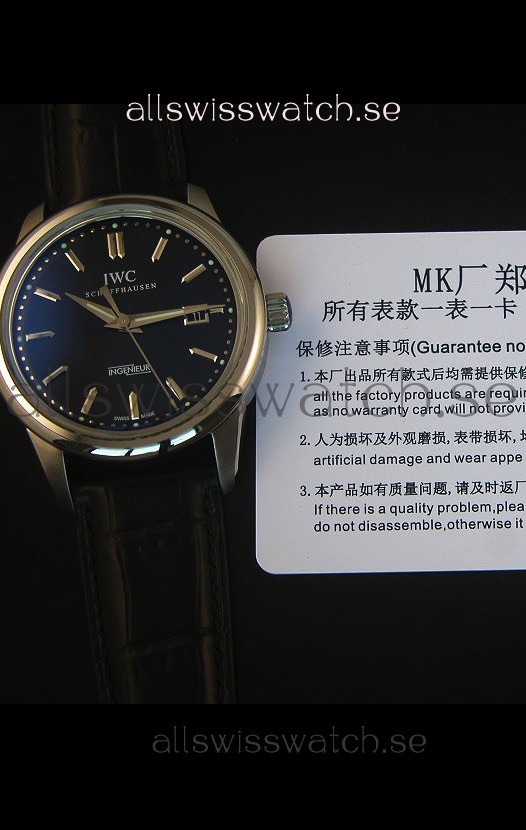 allswisswatch.se
IWC
SCHAFFHAUSEN
INGENIEUR
SWISS MADE
MK厂 郑
所有表款一表一卡
保修注意事项(Guarantee no
1. 本厂出品所有款式后均需提供保修
all the factory products are requir
as no warranty card,will not provi
2. 人为损坏及外观磨损, 表带损坏,
artificial damage and wear appe
3. 本产品如有质量问题, 请及时返厂
If there is a quality problem,plea
do not disassemble,otherwise it
allswisswatch.se
allswisswatch.se